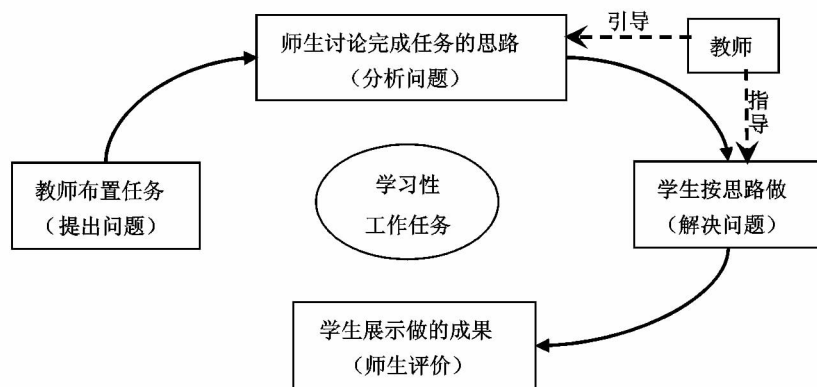 师生讨论完成任务的思路
（分析问题）
引导
教师
指导
教师布置任务
（提出问题）
学习性
工作任务
学生按思路做
（解决问题）
学生展示做的成果
（师生评价）